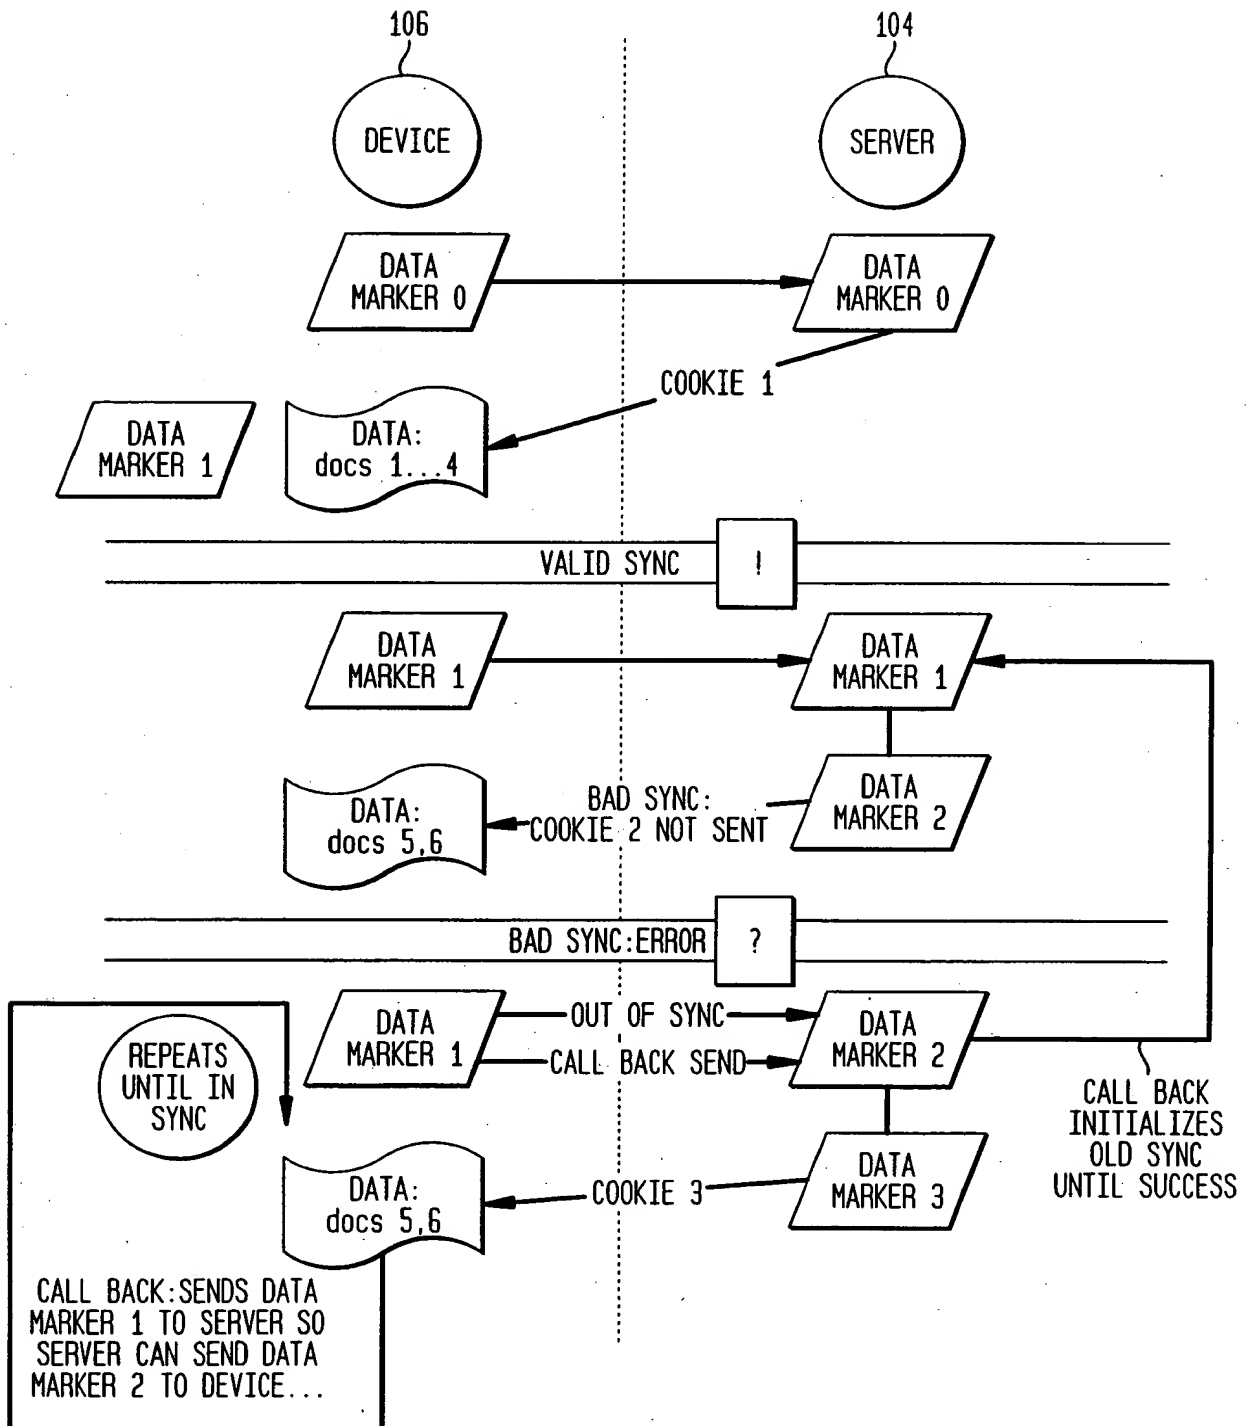 106
104
DEVICE
SERVER
DATA
MARKER 0
DATA
MARKER 0
COOKIE 1
DATA
MARKER 1
DATA:
docs 1...4
VALID SYNC
!
DATA
MARKER 1
DATA
MARKER 1
DATA:
docs 5,6
BAD SYNC:
COOKIE 2 NOT SENT
DATA
MARKER 2
BAD SYNC:ERROR
?
REPEATS
UNTIL IN
SYNC
DATA
MARKER 1
OUT OF SYNC
CALL BACK SEND
DATA
MARKER 2
CALL BACK
INITIALIZES
OLD SYNC
UNTIL SUCCESS
DATA:
docs 5,6
COOKIE 3
DATA
MARKER 3
CALL BACK:SENDS DATA
MARKER 1 TO SERVER SO
SERVER CAN SEND DATA
MARKER 2 TO DEVICE...